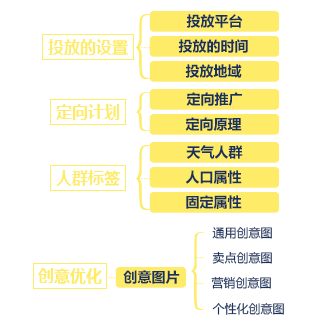 投放的设置
投放平台
投放的时间
投放地域
定向计划
定向推广
定向原理
人群标签
天气人群
人口属性
固定属性
创意优化
创意图片
通用创意图
卖点创意图
营销创意图
个性化创意图